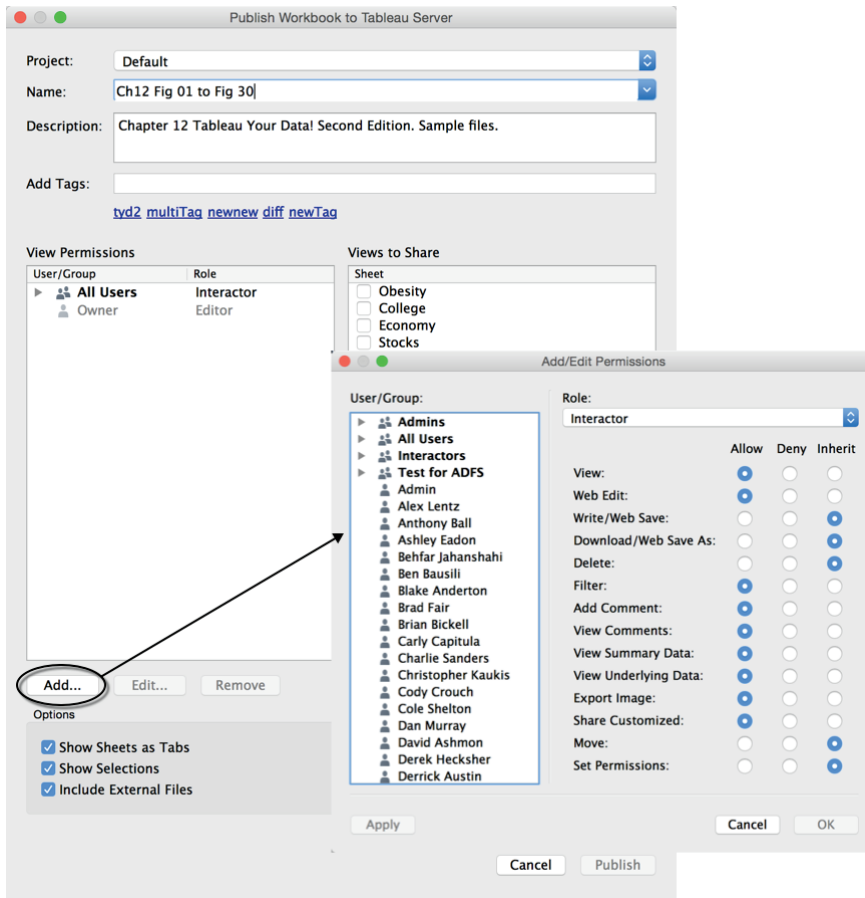 Publish Workbook to Tableau Server
Project: Default
Name: Ch12 Fig 01 to Fig 30
Description: Chapter 12 Tableau Your Data! Second Edition. Sample files.
Add Tags:
tyd2 multiTag newnew diff newTag
View Permissions
User/Group Role
All Users Interactor
Owner Editor
Views to Share
Sheet
Obesity
College
Economy
Stocks
Add... Edit... Remove
Options
Show Sheets as Tabs
Show Selections
Include External Files
Cancel Publish
Add/Edit Permissions
User/Group:
Admins
All Users
Interactors
Test for ADFS
Admin
Alex Lentz
Anthony Ball
Ashley Eadon
Behfar Jahanshahi
Ben Bausili
Blake Anderton
Brad Fair
Brian Bickell
Carly Capitula
Charlie Sanders
Christopher Kaukis
Cody Crouch
Cole Shelton
Dan Murray
David Ashmon
Derek Hecksher
Derrick Austin
Role:
Interactor
Allow Deny Inherit
View:
Web Edit:
Write/Web Save:
Download/Web Save As:
Delete:
Filter:
Add Comment:
View Comments:
View Summary Data:
View Underlying Data:
Export Image:
Share Customized:
Move:
Set Permissions:
Apply Cancel OK